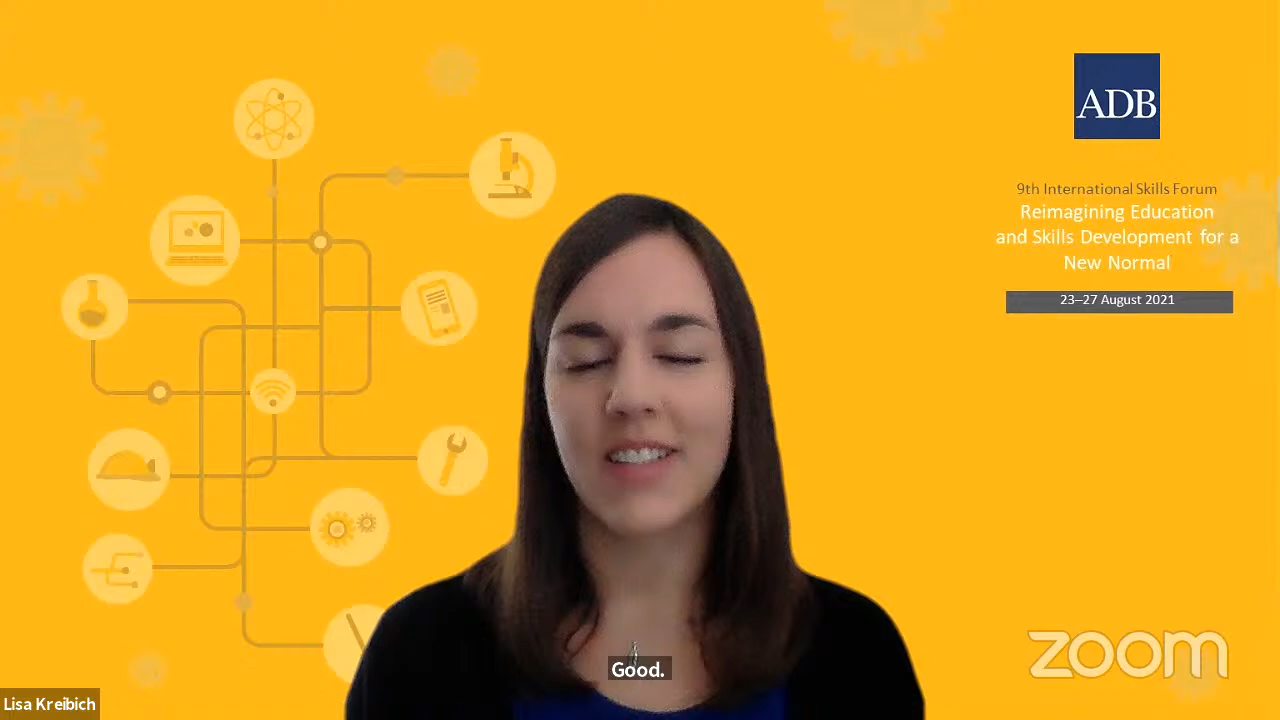 ADB
9th International Skills Forum
Reimagining Education
and Skills Development for a
New Normal
23–27 August 2021
Good.
zoom
Lisa Kreibich